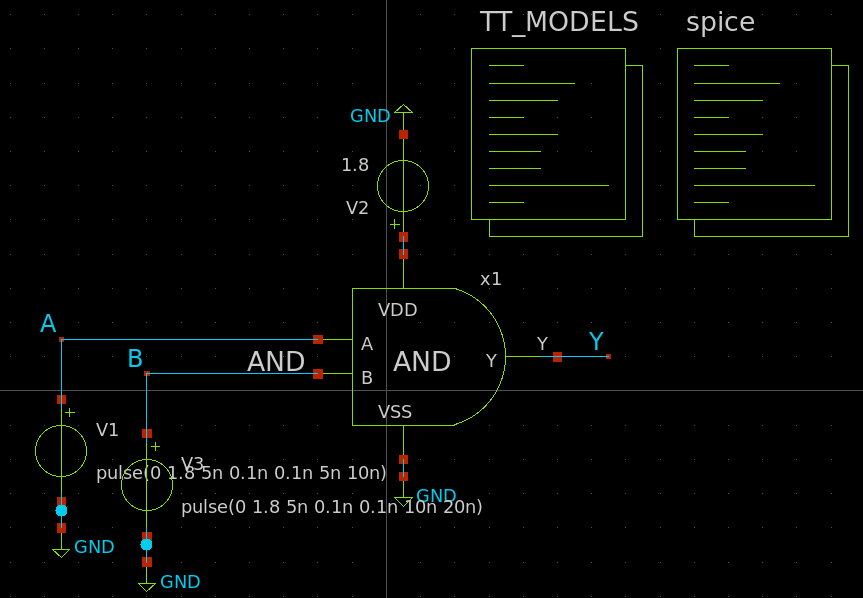 TT_MODELS
spice
GND
1.8
V2
+
x1
VDD
A
A
Y
Y
B
AND
AND
Y
B
VSS
+
V1
+
V3
pulse(0 1.8 5n 0.1n 0.1n 5n 10n)
GND
pulse(0 1.8 5n 0.1n 0.1n 10n 20n)
GND
GND